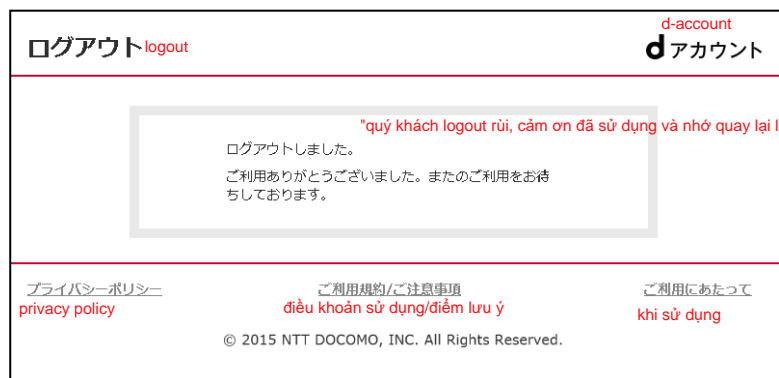 d-account
ログアウト logout
dアカウント
"quý khách logout rùi, cảm ơn đã sử dụng và nhớ quay lại
ログアウトしました。
ご利用ありがとうございました。またのご利用をお待
ちしております。
プライバシーポリシー ご利用規約/ご注意事項 ご利用にあたって
privacy policy điều khoản sử dụng/điểm lưu ý khi sử dụng
© 2015 NTT DOCOMO, INC. All Rights Reserved.